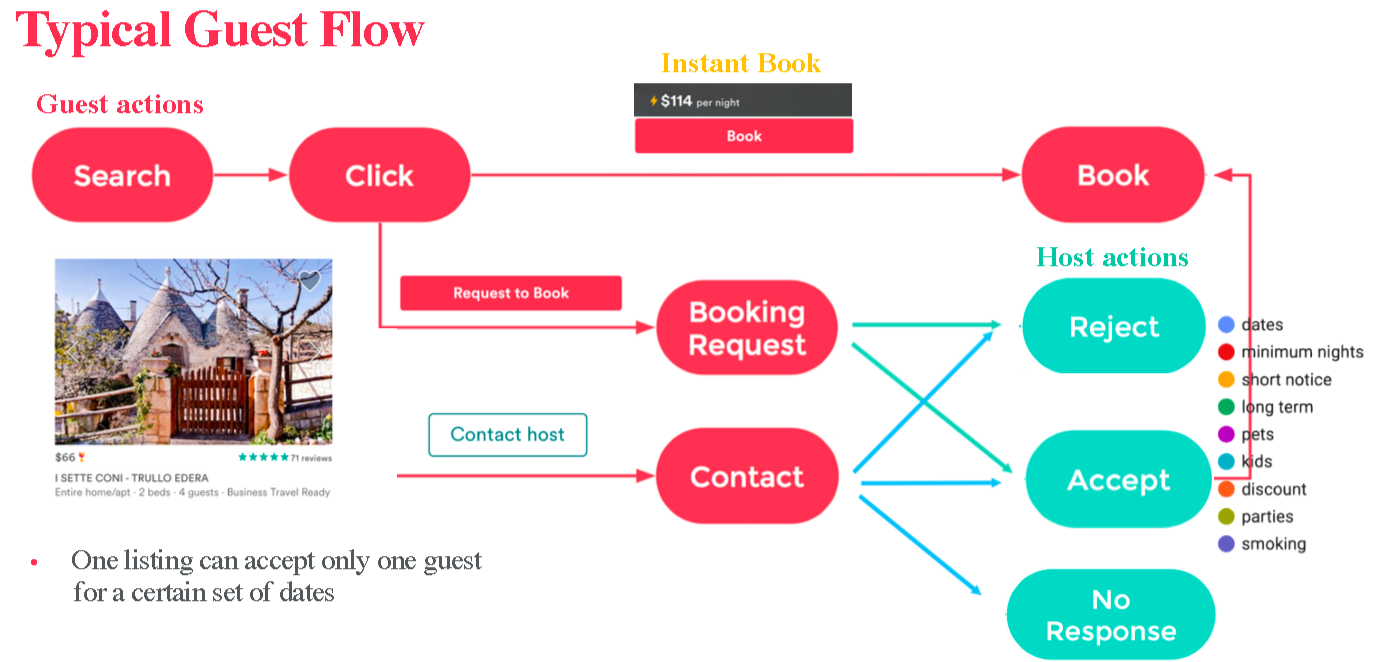 Typical Guest Flow
Instant Book
Guest actions
$114 per night
Book
Search
Click
Book
Host actions
Request to Book
Booking
Request
Reject
dates
minimum nights
short notice
long term
pets
kids
discount
parties
smoking
Contact host
Contact
Accept
$66
71 reviews
I SETTE CONI - TRULLO EDERA
Entire home/apt · 2 beds · 4 guests · Business Travel Ready
• One listing can accept only one guest
for a certain set of dates
No
Response